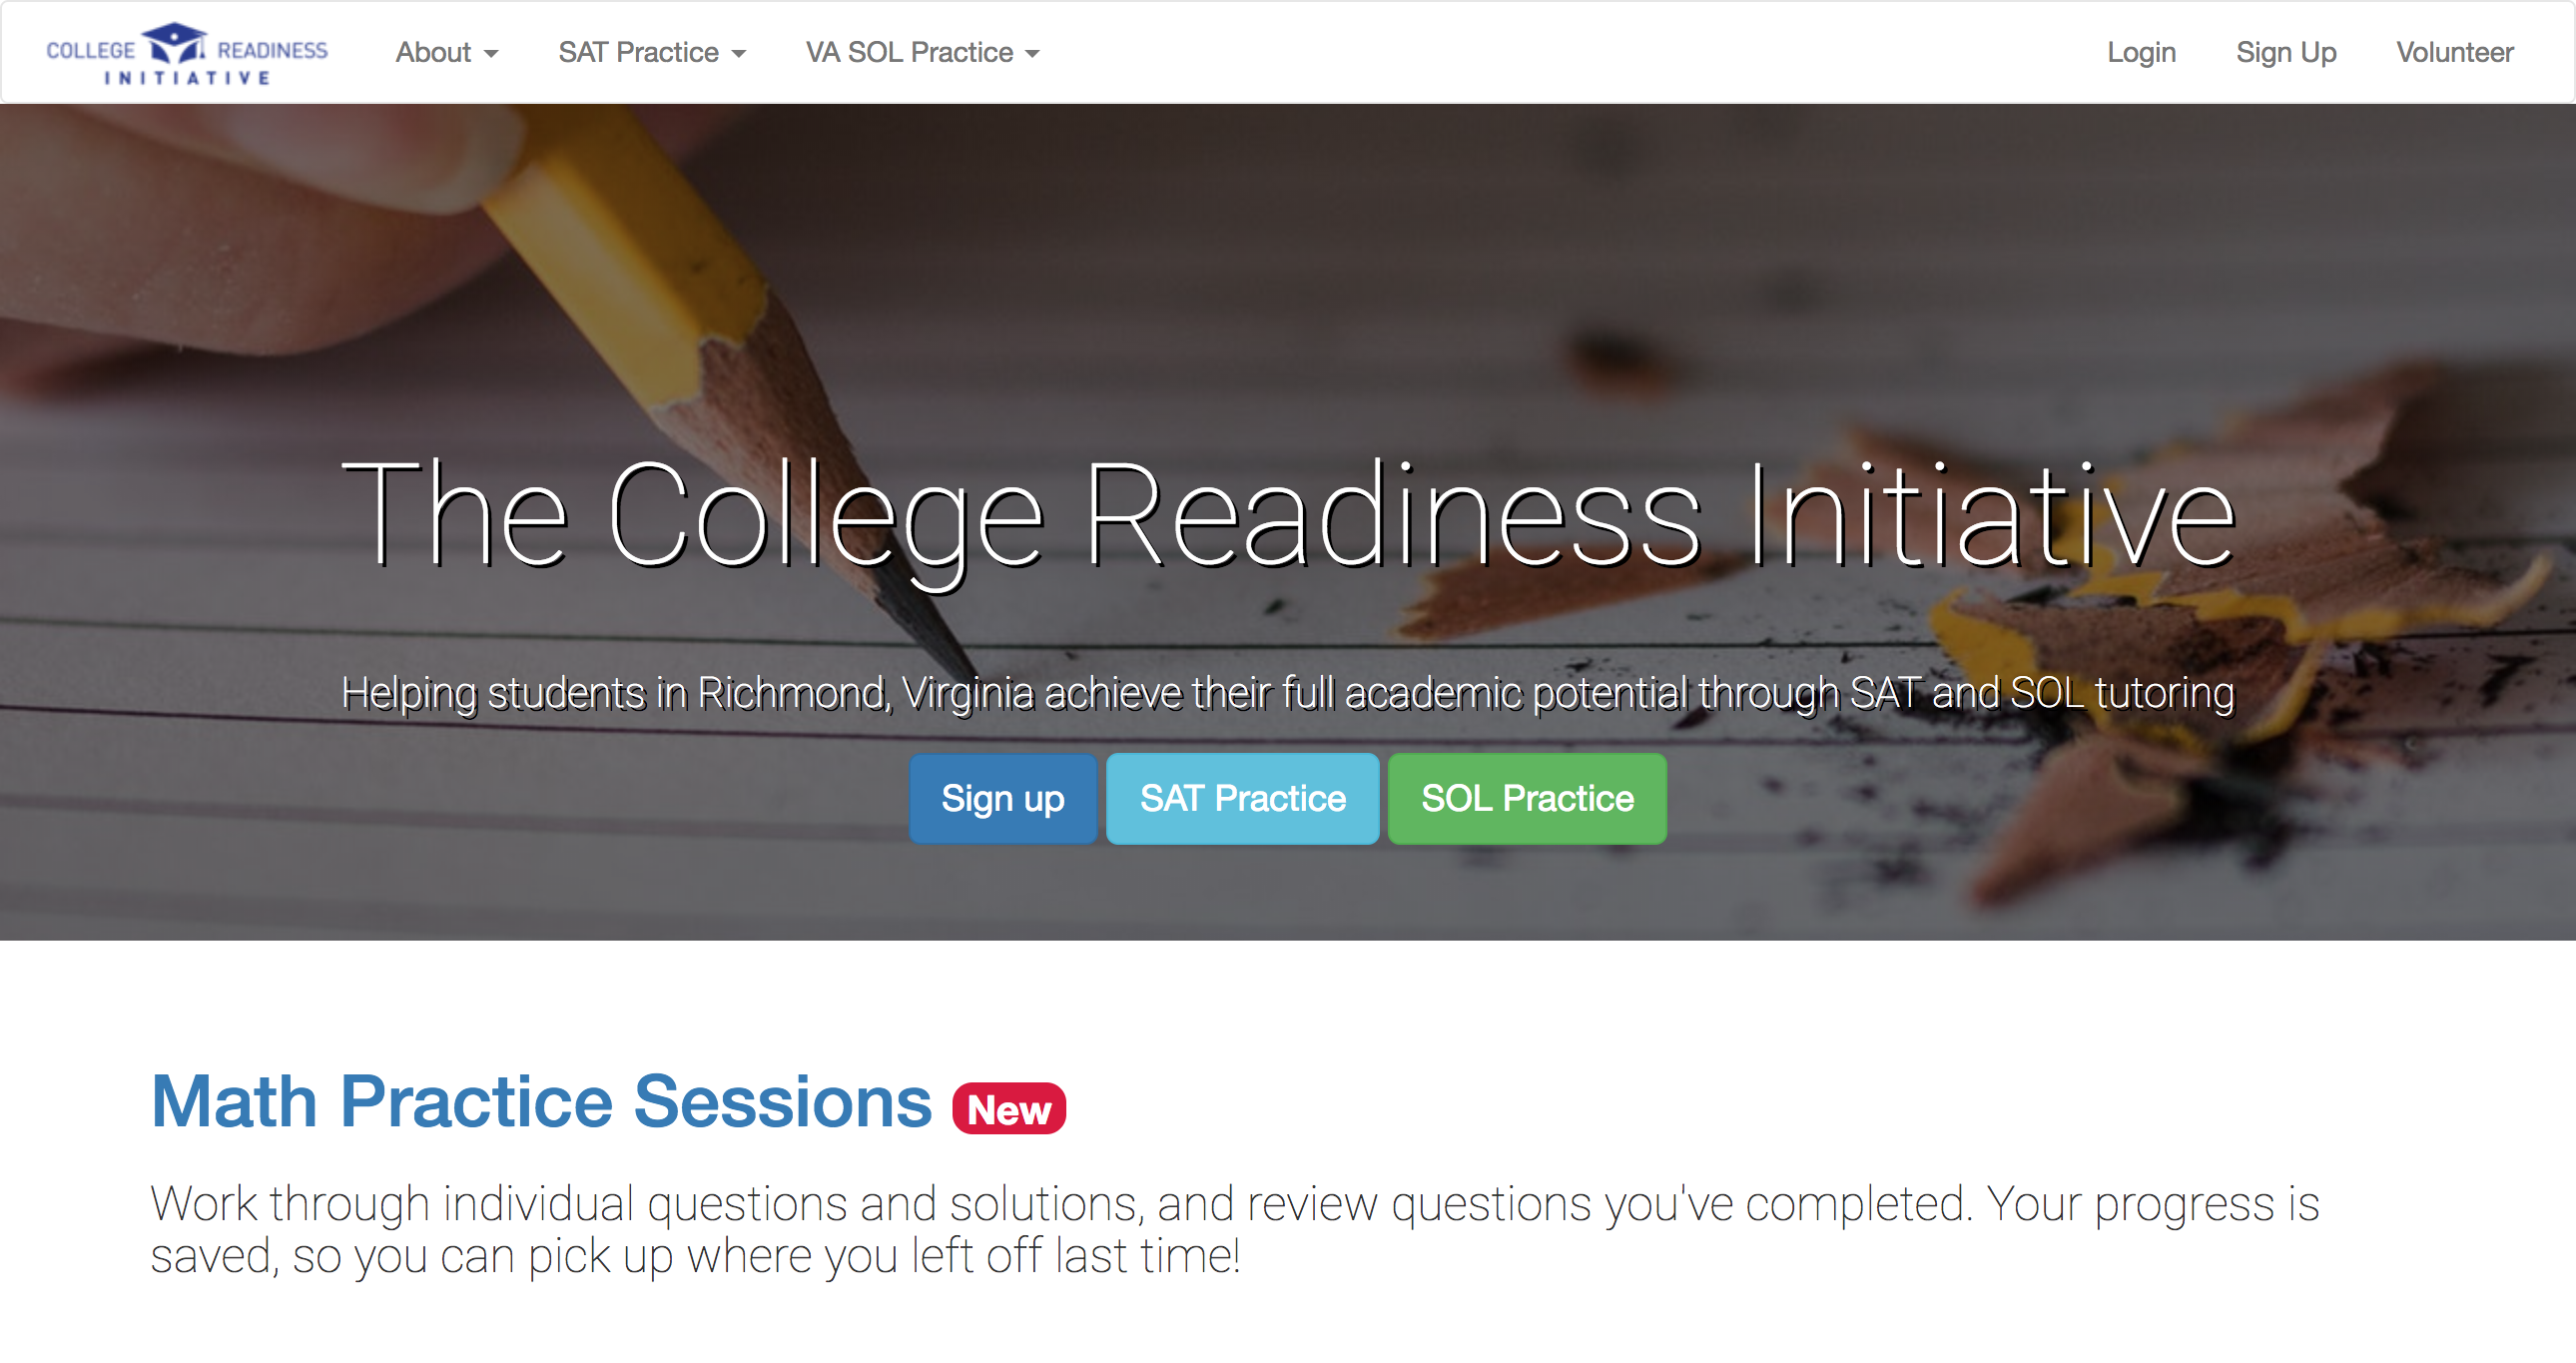 COLLEGE READINESS
INITIATIVE
About
SAT Practice
VA SOL Practice
Login
Sign Up
Volunteer
The College Readiness Initiative
Helping students in Richmond, Virginia achieve their full academic potential through SAT and SOL tutoring
Sign up
SAT Practice
SOL Practice
Math Practice Sessions New
Work through individual questions and solutions, and review questions you've completed. Your progress is
saved, so you can pick up where you left off last time!